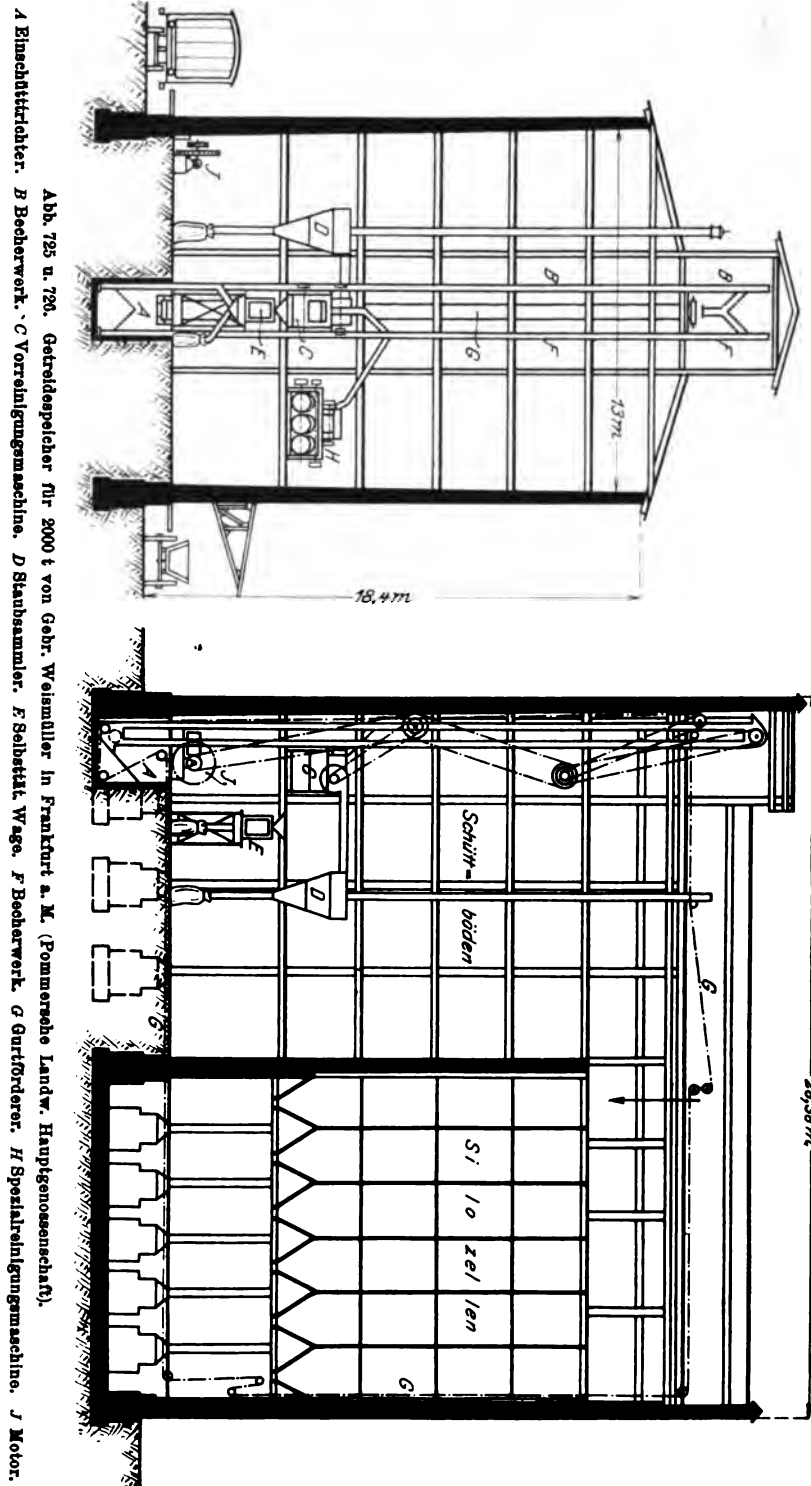 J
D
B
B
A
E
C
G
F
F
H
13 m
18,4 m
A
J
C
E
D
Schütt=
böden
G
G
Si lo zel len
G
Abb. 725 u. 726. Getreidespeicher für 2000 t von Gebr. Weismüller in Frankfurt a. M. (Pommersche Landw. Hauptgenossenschaft).
A Einschütttrichter. B Becherwerk. C Vorreinigungsmaschine. D Staubsammler. E Selbsttät. Wage. F Becherwerk. G Gurtförderer. H Spezialreinigungsmaschine. J Motor.